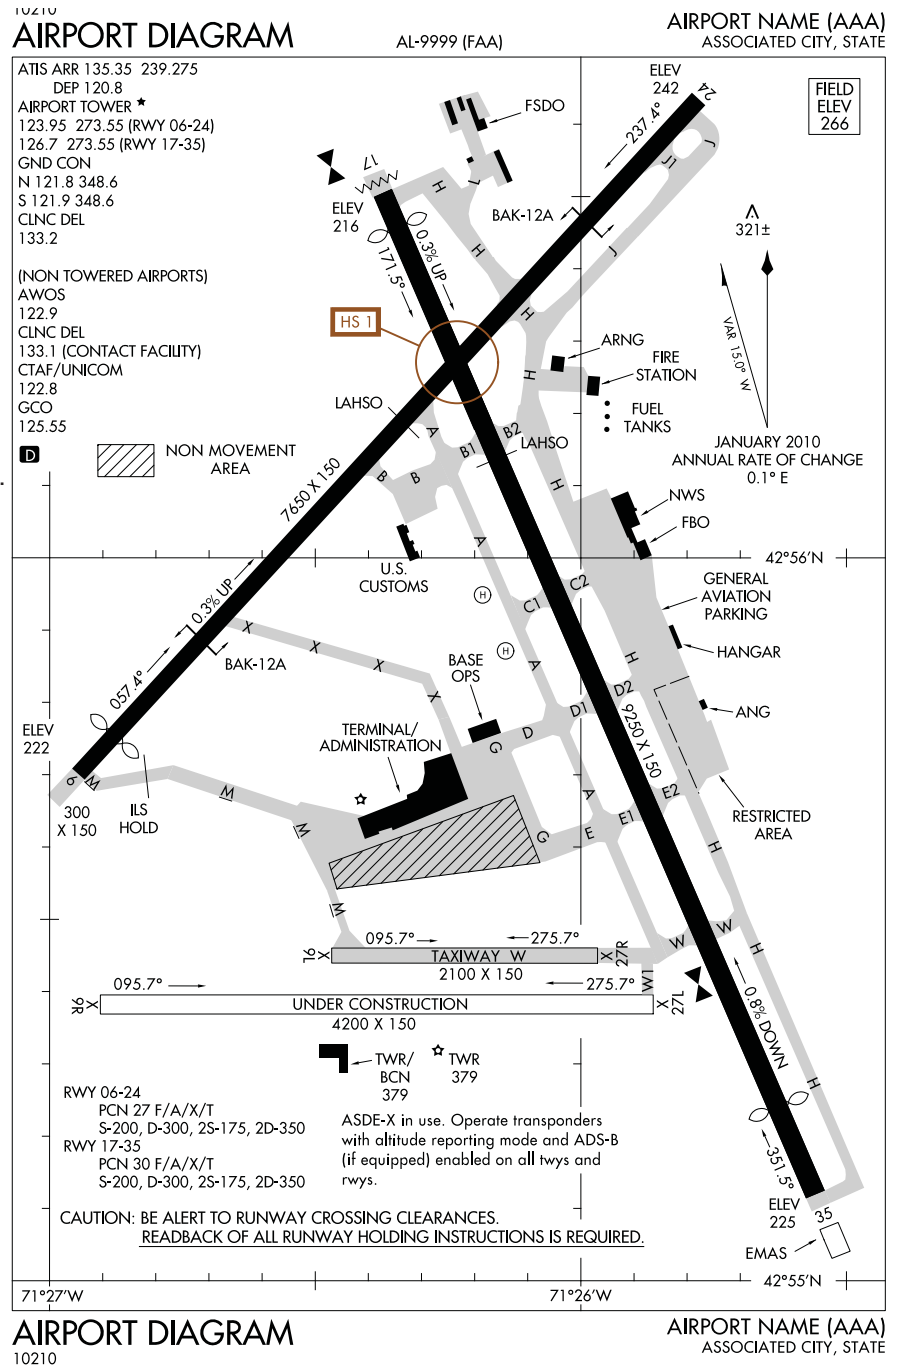 10210
AIRPORT DIAGRAM
AL-9999 (FAA)
AIRPORT NAME (AAA)
ASSOCIATED CITY, STATE
ATIS ARR 135.35 239.275
DEP 120.8
AIRPORT TOWER ★
123.95 273.55 (RWY 06-24)
126.7 273.55 (RWY 17-35)
GND CON
N 121.8 348.6
S 121.9 348.6
CLNC DEL
133.2
(NON TOWERED AIRPORTS)
AWOS
122.9
CLNC DEL
133.1 (CONTACT FACILITY)
CTAF/UNICOM
122.8
GCO
125.55
D
NON MOVEMENT
AREA
FSDO
ELEV
242
24
FIELD
ELEV
266
237.4°
J
J1
J
17
ELEV
216
H
L
H
BAK-12A
0.3% UP
171.5°
321±
VAR 15.0° W
HS 1
H
ARNG
FIRE
STATION
H
FUEL
TANKS
LAHSO
A
B2
B1
LAHSO
B
B
H
JANUARY 2010
ANNUAL RATE OF CHANGE
0.1° E
7650 X 150
NWS
FBO
U.S.
CUSTOMS
A
42°56'N
0.3% UP
H
C1
C2
GENERAL
AVIATION
PARKING
X
X
X
X
BAK-12A
057.4°
H
A
H
HANGAR
BASE
OPS
D2
D1
D
G
ANG
9250 X 150
ELEV
222
TERMINAL/
ADMINISTRATION
6
M
300
X 150
ILS
HOLD
M
M
A
E2
E1
E
G
RESTRICTED
AREA
H
M
W
W
H
095.7°
275.7°
9L
X
TAXIWAY W
X
27R
2100 X 150
W1
095.7°
275.7°
9R
X
UNDER CONSTRUCTION
X
27L
4200 X 150
0.8% DOWN
H
TWR/
BCN
379
TWR
379
RWY 06-24
PCN 27 F/A/X/T
S-200, D-300, 2S-175, 2D-350
RWY 17-35
PCN 30 F/A/X/T
S-200, D-300, 2S-175, 2D-350
ASDE-X in use. Operate transponders
with altitude reporting mode and ADS-B
(if equipped) enabled on all twys and
rwys.
351.5°
ELEV
225
35
EMAS
CAUTION: BE ALERT TO RUNWAY CROSSING CLEARANCES.
READBACK OF ALL RUNWAY HOLDING INSTRUCTIONS IS REQUIRED.
42°55'N
71°27'W
71°26'W
AIRPORT DIAGRAM
10210
AIRPORT NAME (AAA)
ASSOCIATED CITY, STATE